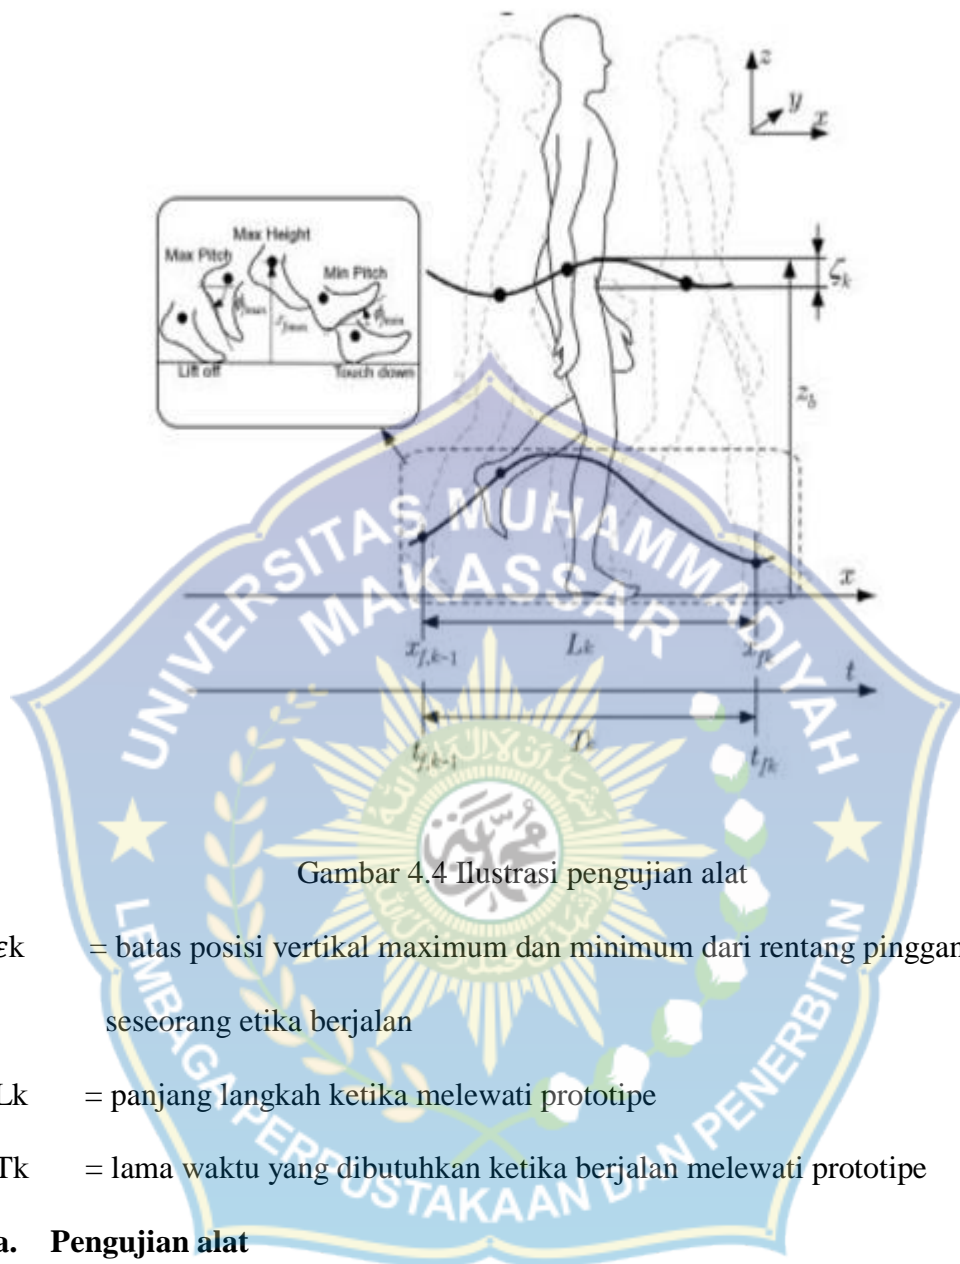 z
y
x
Max Height
Max Pitch
Min Pitch
Lift off
Touch down
ζk
zb
x
xf,k-1
Lk
xfk
t
tf,k-1
Tk
tfk
UNIVERSITAS MUHAMMADIYAH
MAKASSAR
Gambar 4.4 Ilustrasi pengujian alat
ϵk = batas posisi vertikal maximum dan minimum dari rentang pinggan
seseorang etika berjalan
Lk = panjang langkah ketika melewati prototipe
Tk = lama waktu yang dibutuhkan ketika berjalan melewati prototipe
a. Pengujian alat
LEMBAGA PERPUSTAKAAN DAN PENERBITAN